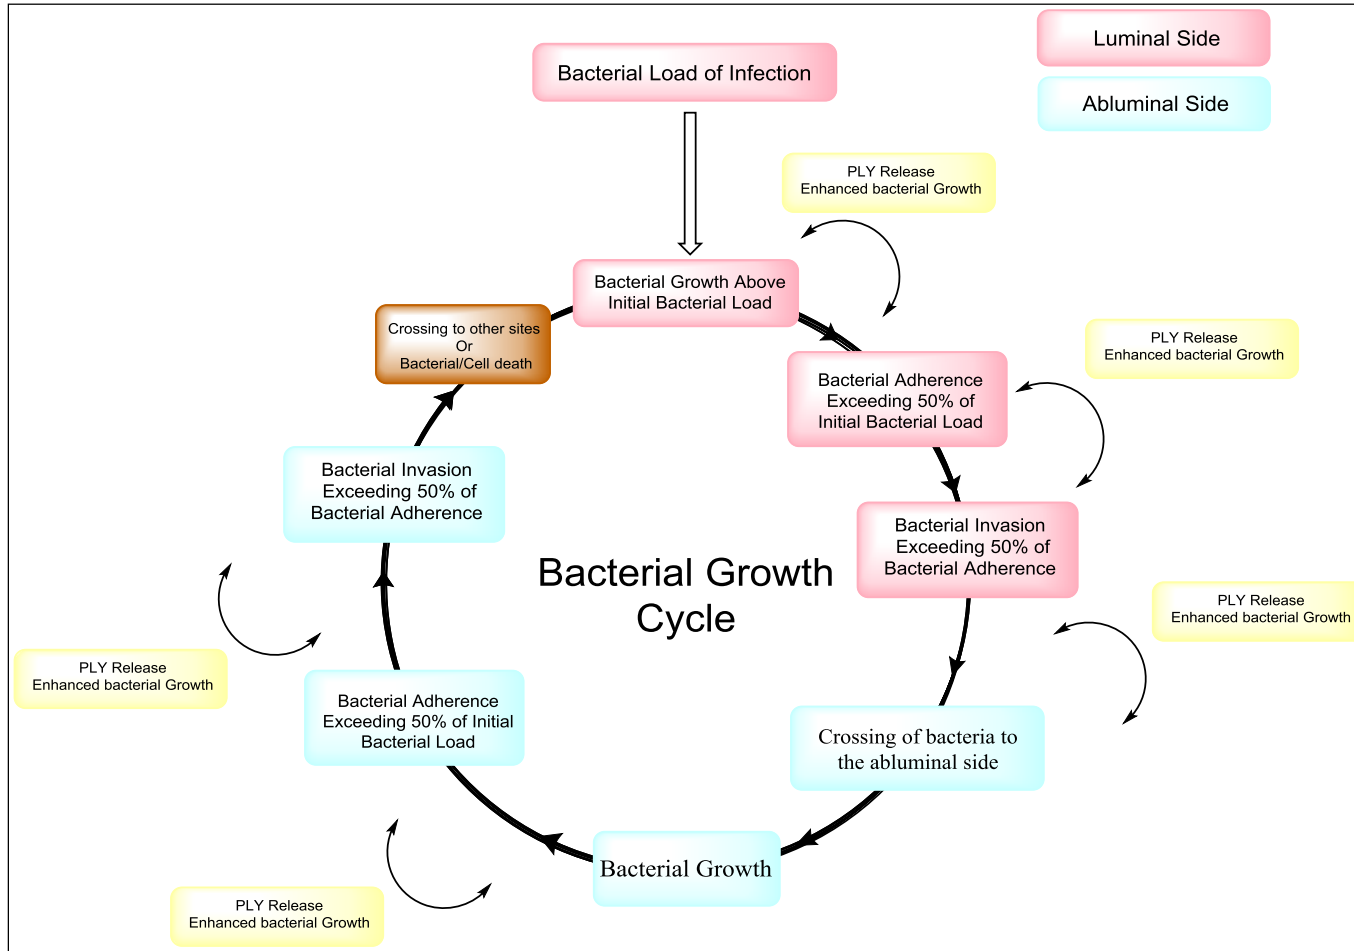 Bacterial Load of Infection
Luminal Side
Abluminal Side
PLY Release
Enhanced bacterial Growth
Bacterial Growth Above
Initial Bacterial Load
Crossing to other sites
Or
Bacterial/Cell death
PLY Release
Enhanced bacterial Growth
Bacterial Adherence
Exceeding 50% of
Initial Bacterial Load
Bacterial Invasion
Exceeding 50% of
Bacterial Adherence
Bacterial Invasion
Exceeding 50% of
Bacterial Adherence
Bacterial Growth
Cycle
PLY Release
Enhanced bacterial Growth
PLY Release
Enhanced bacterial Growth
Bacterial Adherence
Exceeding 50% of Initial
Bacterial Load
Crossing of bacteria to
the abluminal side
Bacterial Growth
PLY Release
Enhanced bacterial Growth